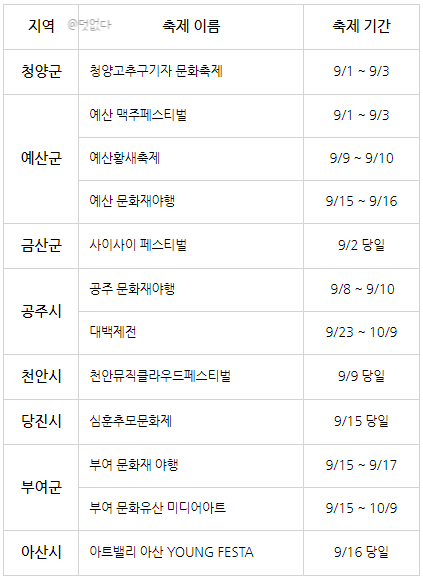 지역 @덧없다 축제 이름 축제 기간
청양군 청양고추구기자 문화축제 9/1 ~ 9/3
예산군 예산 맥주페스티벌 9/1 ~ 9/3
예산황새축제 9/9 ~ 9/10
예산 문화재야행 9/15 ~ 9/16
금산군 사이사이 페스티벌 9/2 당일
공주시 공주 문화재야행 9/8 ~ 9/10
대백제전 9/23 ~ 10/9
천안시 천안뮤직클라우드페스티벌 9/9 당일
당진시 심훈추모문화제 9/15 당일
부여군 부여 문화재 야행 9/15 ~ 9/17
부여 문화유산 미디어아트 9/15 ~ 10/9
아산시 아트밸리 아산 YOUNG FESTA 9/16 당일